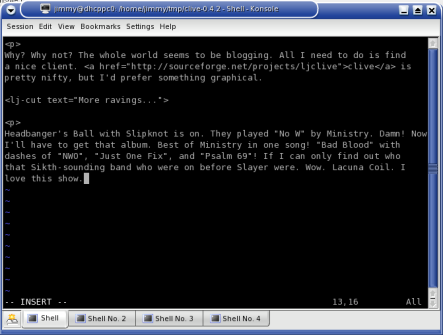 jimmy@dhcppc0: /home/jimmy/tmp/clive-0.4.2 - Shell - Konsole
Session Edit View Bookmarks Settings Help
<p>
Why? Why not? The whole world seems to be blogging. All I need to do is find
a nice client. <a href="http://sourceforge.net/projects/ljclive">clive</a> is
pretty nifty, but I'd prefer something graphical.
<lj-cut text="More ravings...">
<p>
Headbanger's Ball with Slipknot is on. They played "No W" by Ministry. Damn! Now
I'll have to get that album. Best of Ministry in one song! "Bad Blood" with
dashes of "NWO", "Just One Fix", and "Psalm 69"! If I can only find out who
that Sikth-sounding band who were on before Slayer were. Wow. Lacuna Coil. I
love this show.
~
~
~
~
~
~
~
~
~
~
-- INSERT -- 13,16 All
Shell Shell No. 2 Shell No. 3 Shell No. 4